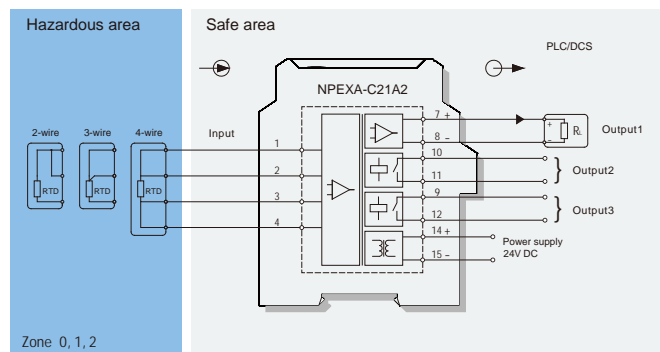 Hazardous area
Safe area
PLC/DCS
NPEXA-C21A2
2-wire 3-wire 4-wire
Input
RTD RTD RTD
1
2
3
4
7 +
8 –
+
–
RL
Output1
10
11
Output2
9
12
Output3
14 +
15 –
Power supply
24V DC
Zone 0, 1, 2